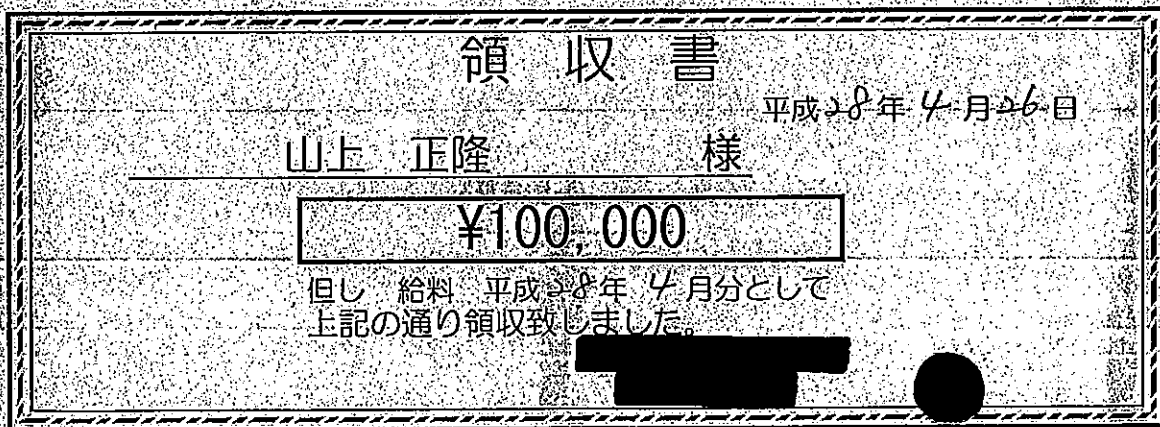 領収書
平成28年4月26日
山上 正隆 様
¥100,000
但し 給料 平成28年4月分として
上記の通り領収致しました。